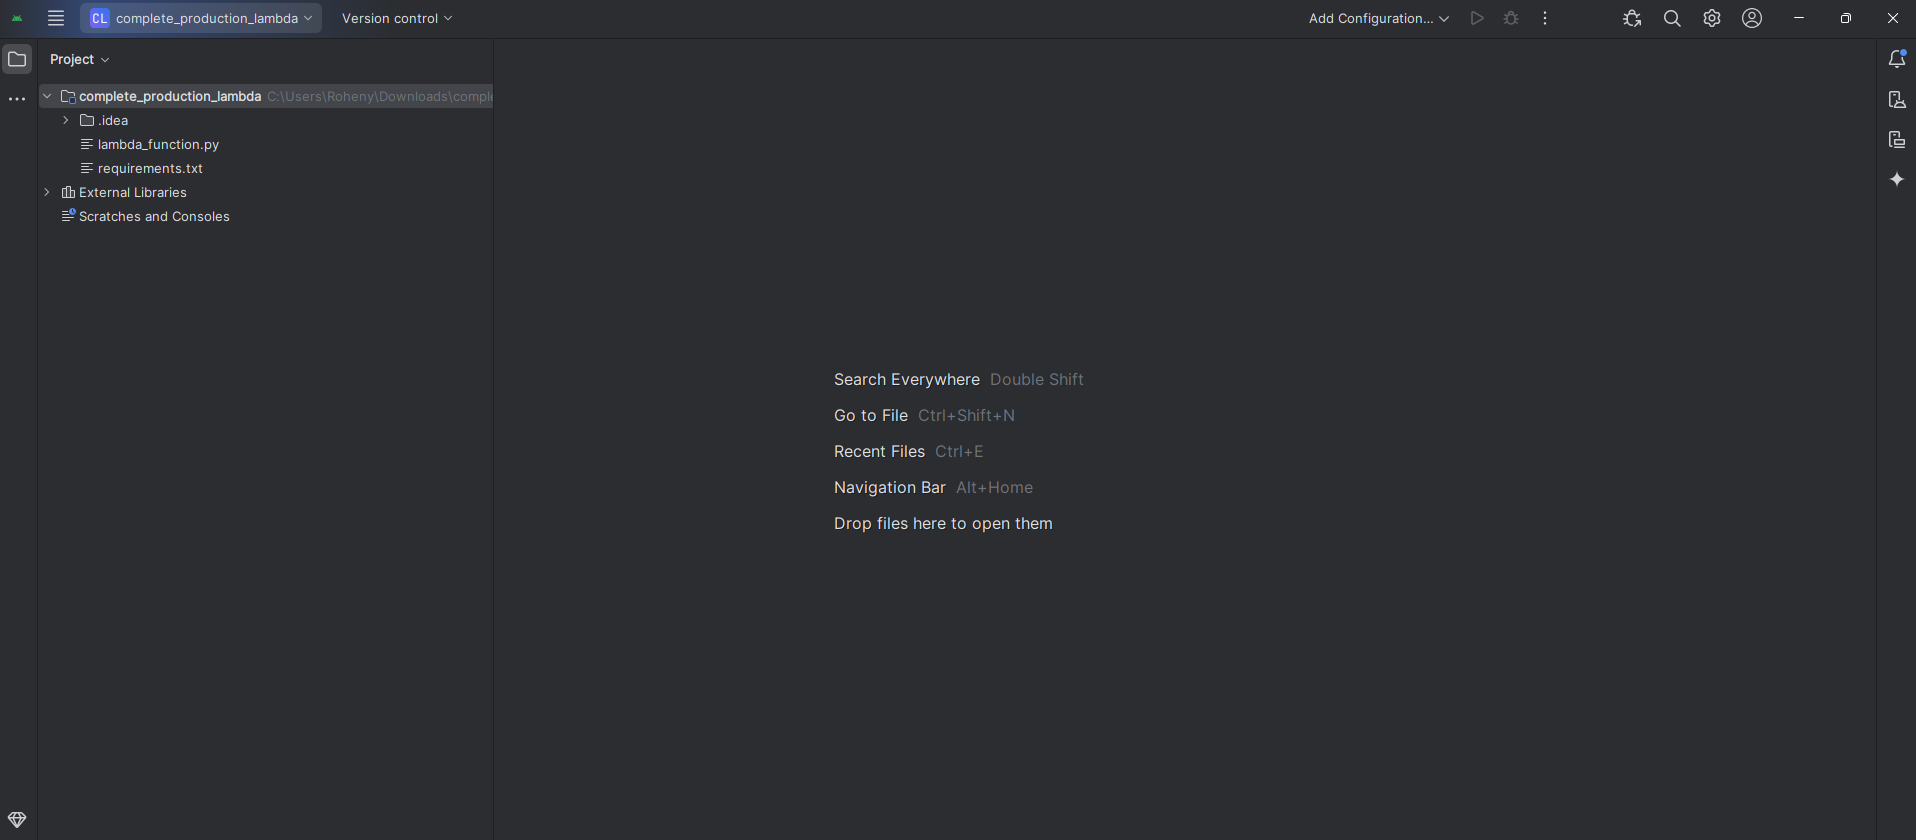 CL complete_production_lambda Version control Add Configuration...
Project
complete_production_lambda C:\Users\Roheny\Downloads\comple
.idea
lambda_function.py
requirements.txt
External Libraries
Scratches and Consoles
Search Everywhere Double Shift
Go to File Ctrl+Shift+N
Recent Files Ctrl+E
Navigation Bar Alt+Home
Drop files here to open them